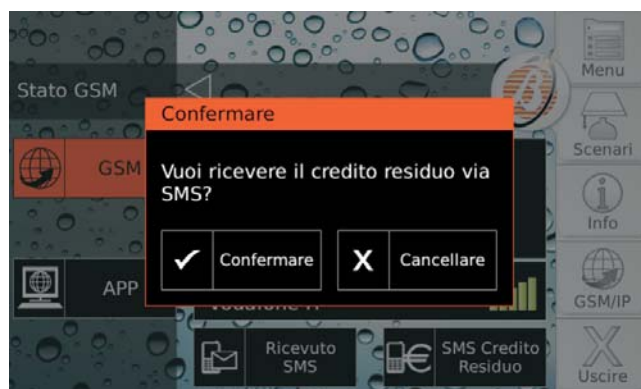 Stato GSM
Menu
Confermare
Scenari
GSM
Vuoi ricevere il credito residuo via
SMS?
Info
Confermare
X Cancellare
APP
GSM/IP
Ricevuto
SMS
SMS Credito
Residuo
Uscire